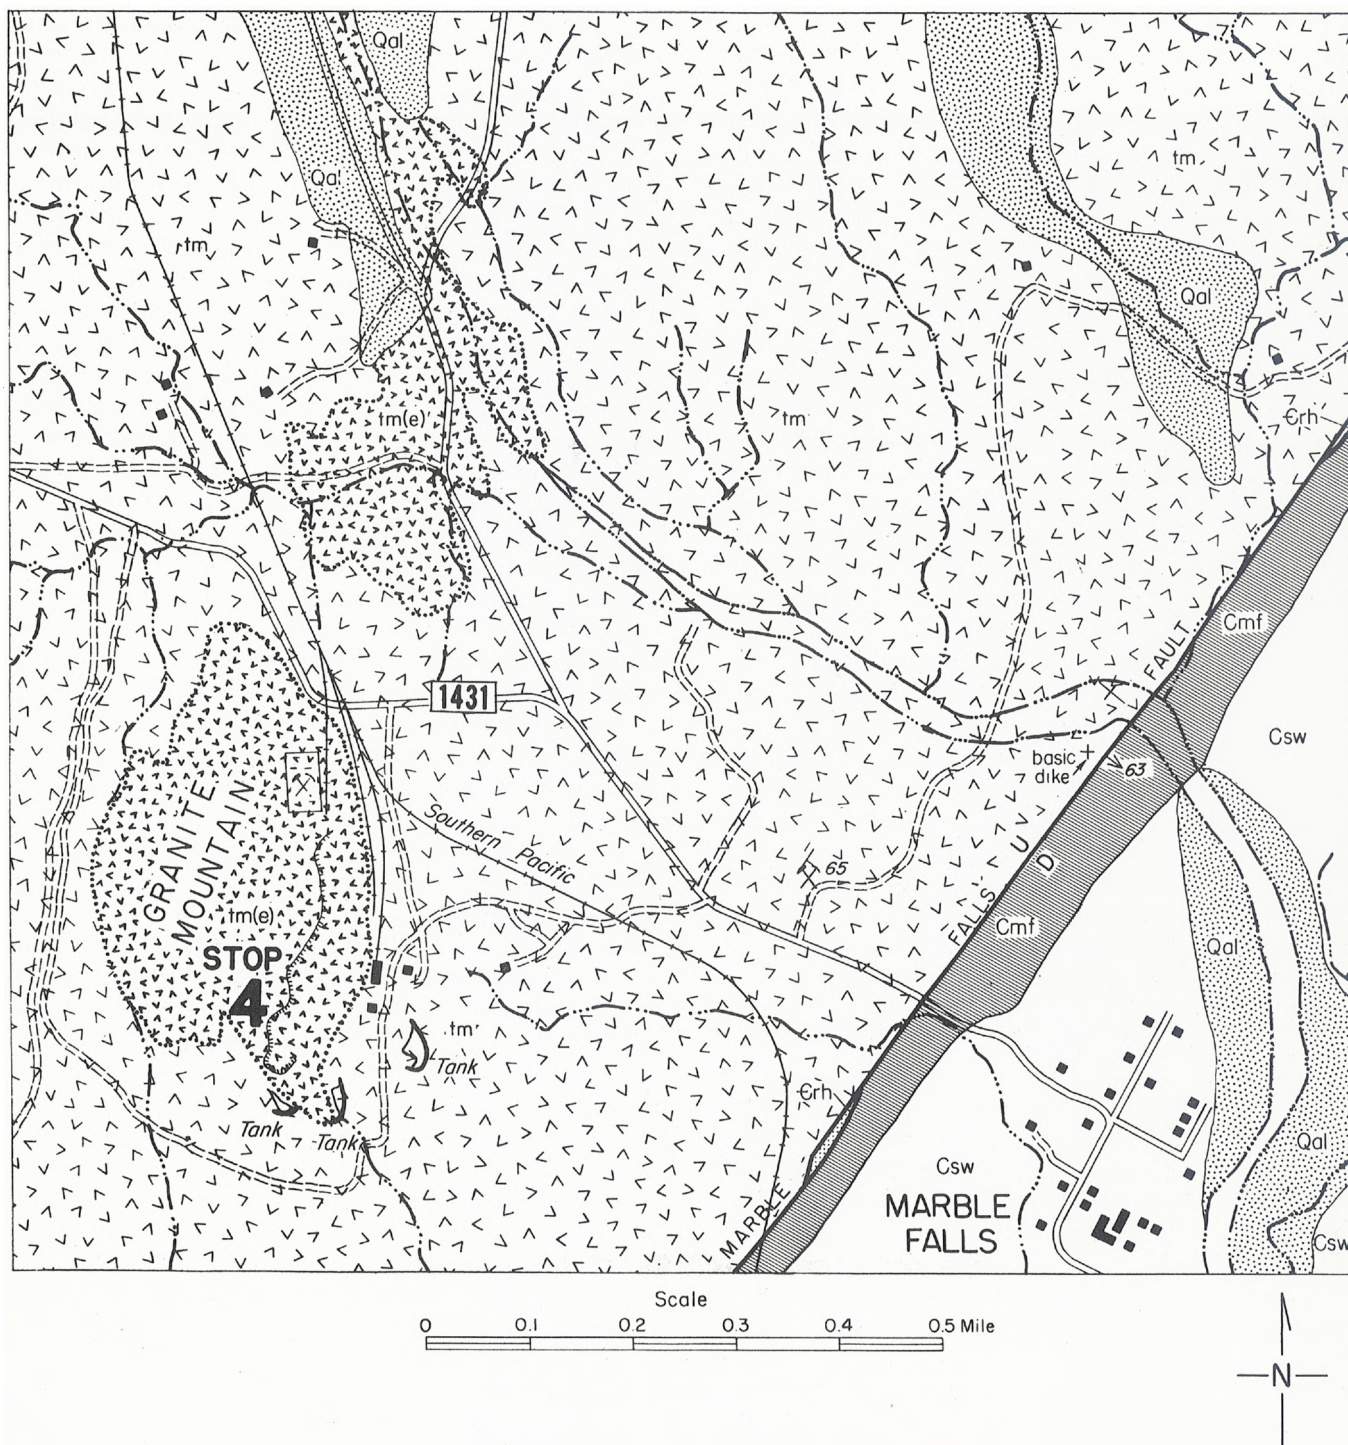 Qal
Qal
tm
tm
Qal
tm(e)
tm
Єrh
1431
FAULT
Cmf
Csw
basic
dike
63
U
D
FALLS
Southern Pacific
65
GRANITE
MOUNTAIN
tm(e)
STOP
4
Cmf
Qal
tm
Tank
Tank
Tank
Єrh
MARBLE
Csw
MARBLE
FALLS
Qal
Csw
Scale
0 0.1 0.2 0.3 0.4 0.5 Mile
N